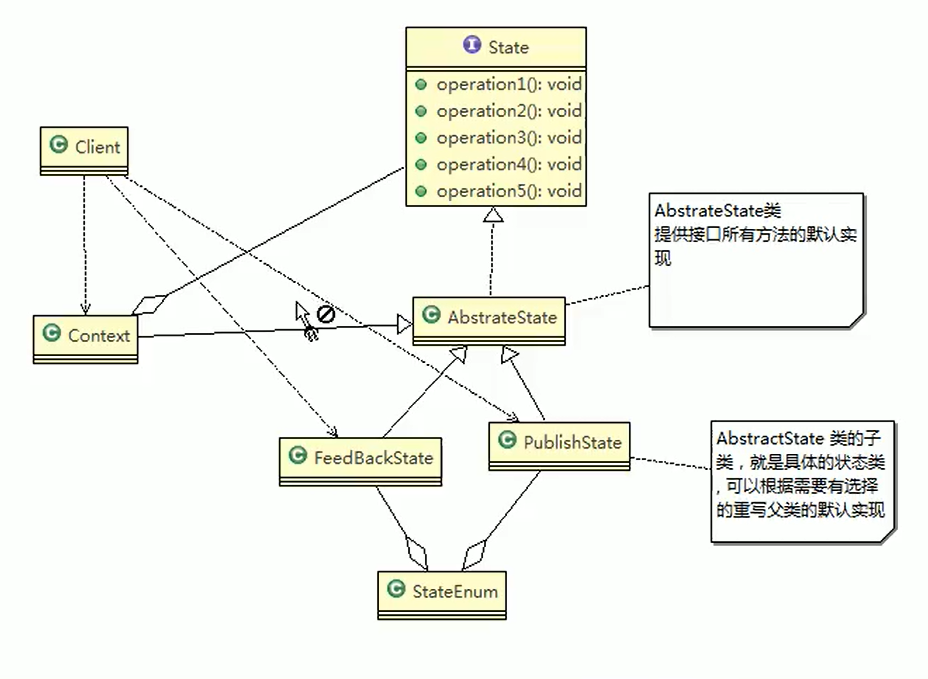 State
operation1(): void
operation2(): void
operation3(): void
operation4(): void
operation5(): void
Client
AbstrateState类
提供接口所有方法的默认实
现
AbstrateState
Context
FeedBackState
PublishState
AbstractState 类的子
类，就是具体的状态类
, 可以根据需要有选择
的重写父类的默认实现
StateEnum